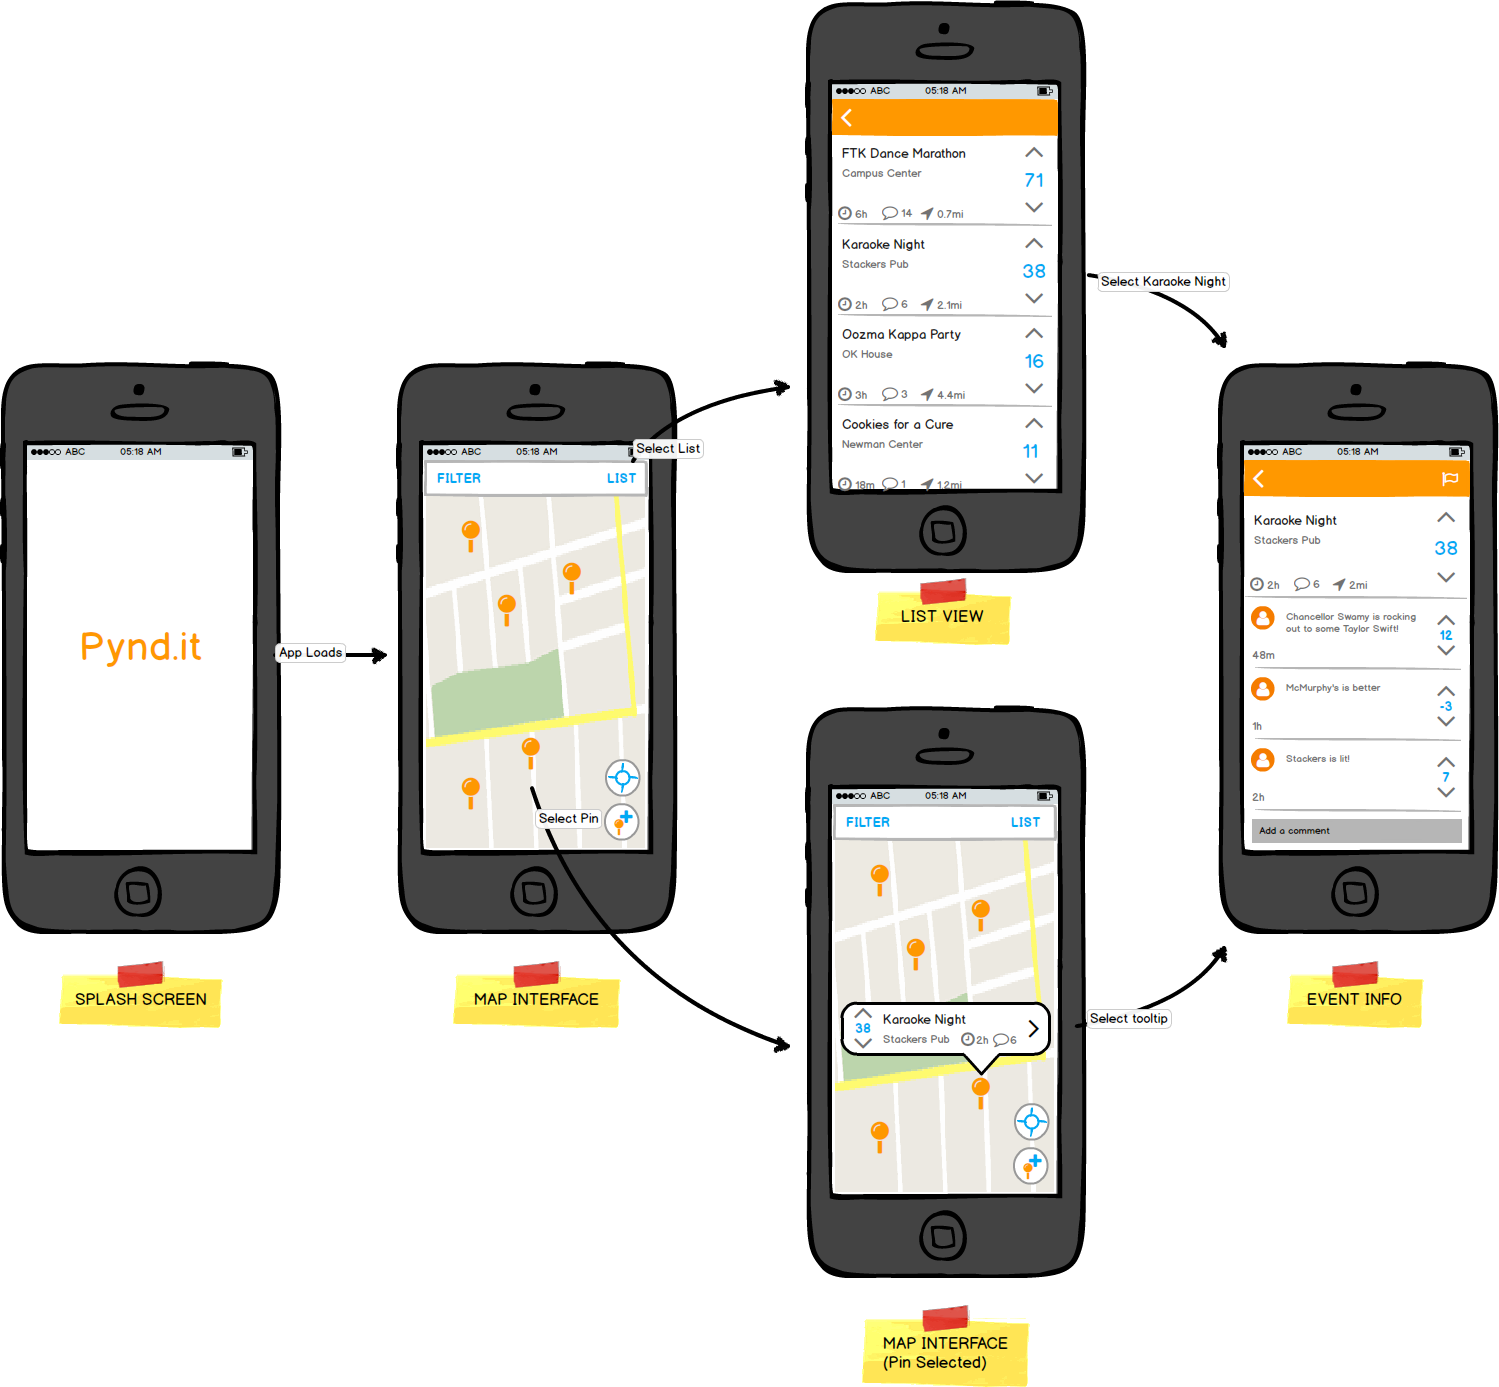 ABC 05:18 AM
Pynd.it
SPLASH SCREEN
App Loads
ABC 05:18 AM
FILTER LIST
Select List
Select Pin
MAP INTERFACE
ABC 05:18 AM
FTK Dance Marathon
Campus Center
71
6h 14 0.7mi
Karaoke Night
Stackers Pub
38
2h 6 2.1mi
Oozma Kappa Party
OK House
16
3h 3 4.4mi
Cookies for a Cure
Newman Center
11
18m 1 1.2mi
LIST VIEW
Select Karaoke Night
ABC 05:18 AM
FILTER LIST
38
Karaoke Night
Stackers Pub 2h 6
MAP INTERFACE
(Pin Selected)
Select tooltip
ABC 05:18 AM
Karaoke Night
Stackers Pub
38
2h 6 2mi
Chancellor Swamy is rocking
out to some Taylor Swift!
12
48m
McMurphy's is better
-3
1h
Stackers is lit!
7
2h
Add a comment
EVENT INFO